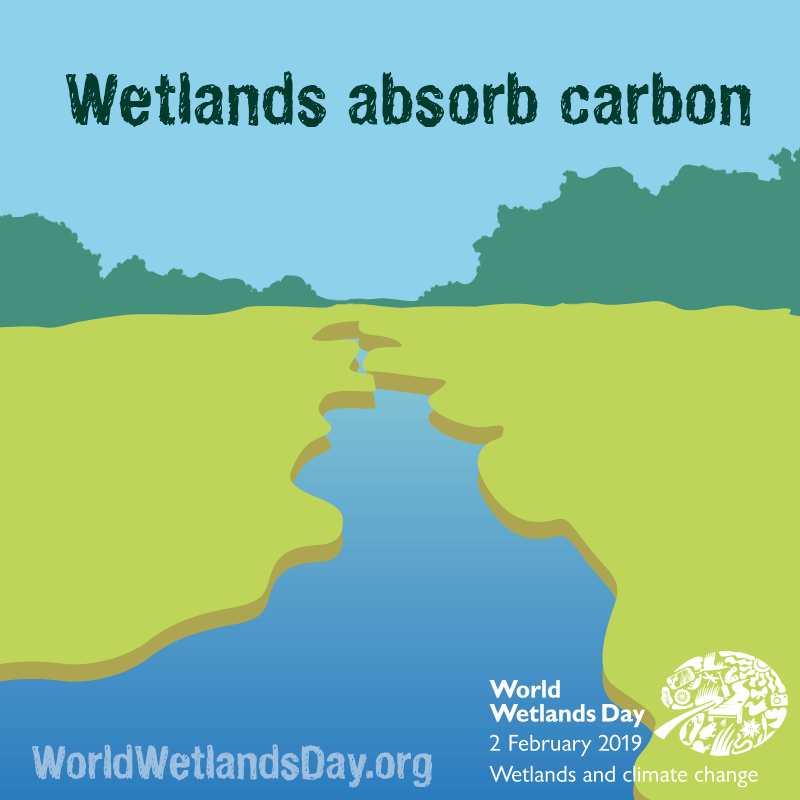 Wetlands absorb carbon
World
Wetlands Day
2 February 2019
WorldWetlandsDay.org
Wetlands and climate change